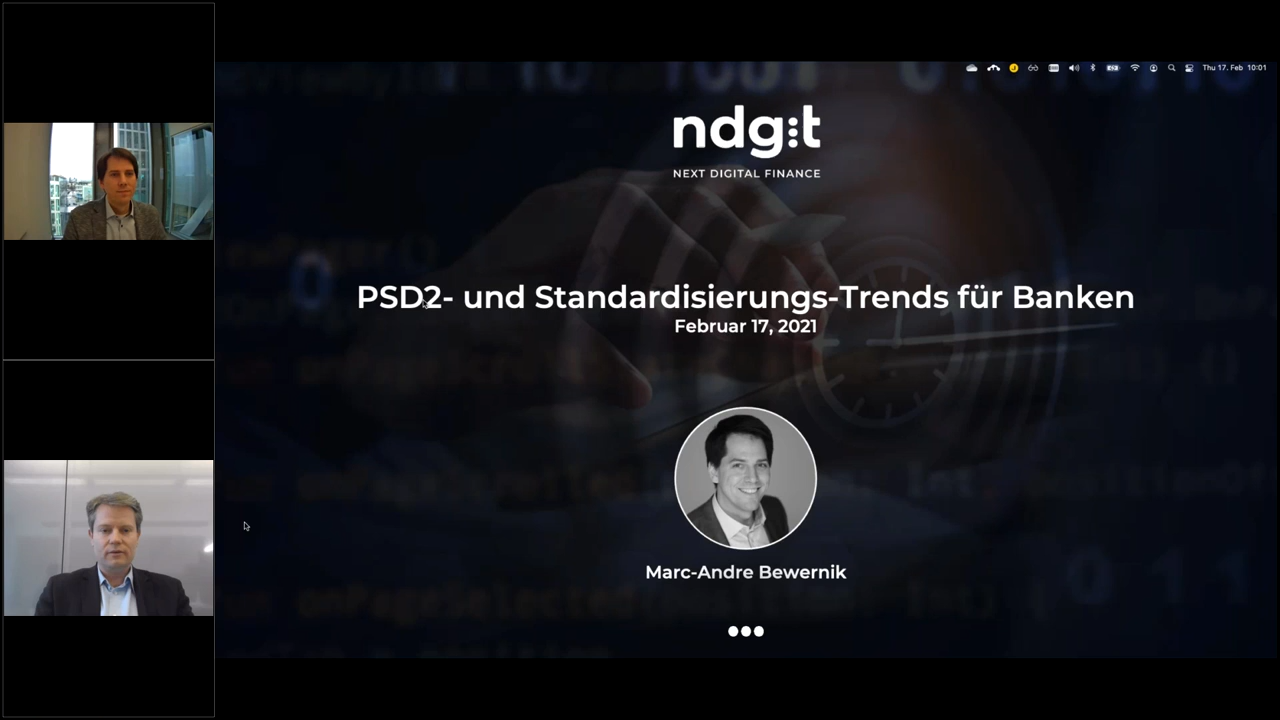 Thu 17. Feb 10:01
ndgit
NEXT DIGITAL FINANCE
PSD2- und Standardisierungs-Trends für Banken
Februar 17, 2021
Marc-Andre Bewernik